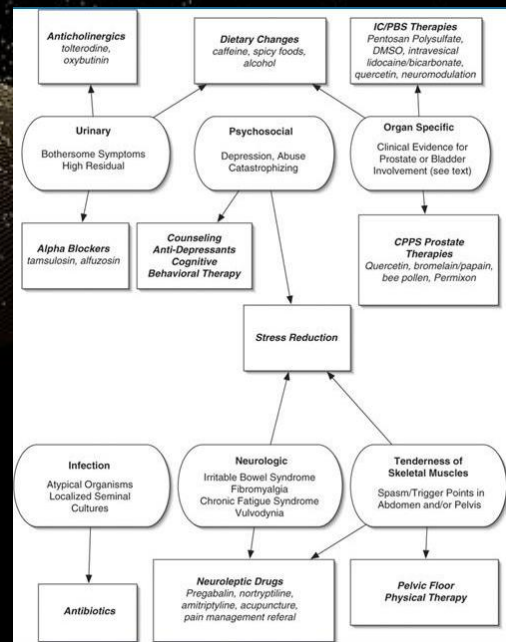 Anticholinergics
tolterodine,
oxybutinin
Dietary Changes
caffeine, spicy foods,
alcohol
IC/PBS Therapies
Pentosan Polysulfate,
DMSO, intravesical
lidocaine/bicarbonate,
quercetin, neuromodulation
Urinary
Bothersome Symptoms
High Residual
Psychosocial
Depression, Abuse
Catastrophizing
Organ Specific
Clinical Evidence for
Prostate or Bladder
Involvement (see text)
Alpha Blockers
tamsulosin, alfuzosin
Counseling
Anti-Depressants
Cognitive
Behavioral Therapy
CPPS Prostate
Therapies
Quercetin, bromelain/papain,
bee pollen, Permixon
Stress Reduction
Infection
Atypical Organisms
Localized Seminal
Cultures
Neurologic
Irritable Bowel Syndrome
Fibromyalgia
Chronic Fatigue Syndrome
Vulvodynia
Tenderness of
Skeletal Muscles
Spasm/Trigger Points in
Abdomen and/or Pelvis
Antibiotics
Neuroleptic Drugs
Pregabalin, nortryptiline,
amitriptyline, acupuncture,
pain management referal
Pelvic Floor
Physical Therapy